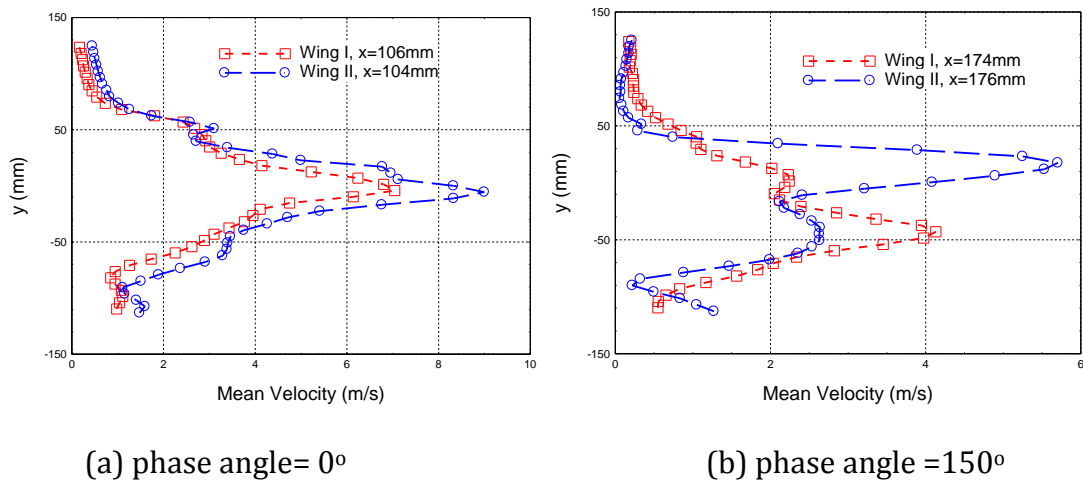 150
50
-50
-150
y (mm)
0
2
4
6
8
10
Mean Velocity (m/s)
Wing I, x=106mm
Wing II, x=104mm
(a) phase angle= 0º
150
50
-50
-150
y (mm)
0
2
4
6
Mean Velocity (m/s)
Wing I, x=174mm
Wing II, x=176mm
(b) phase angle =150º